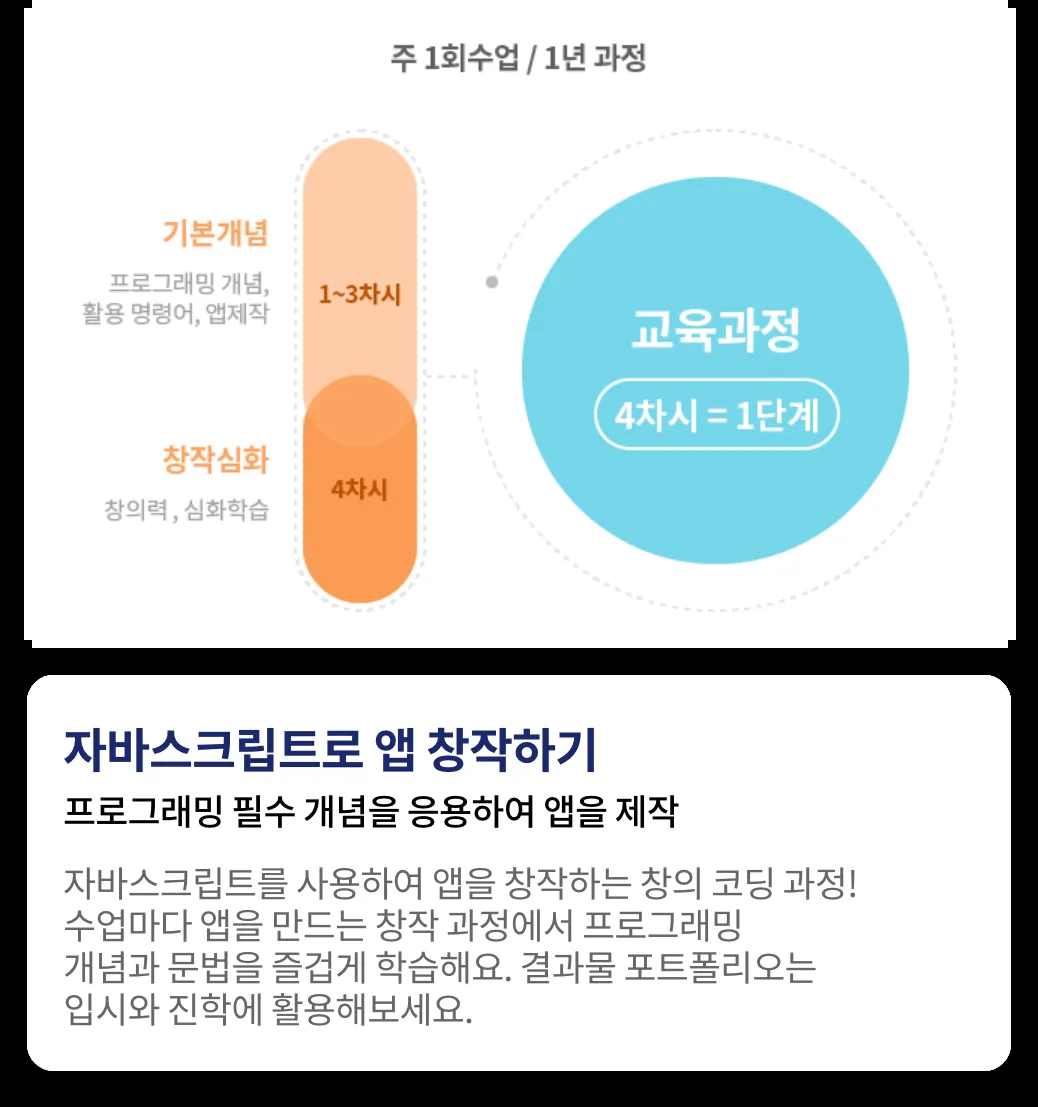 주 1회수업 / 1년 과정
기본개념
프로그래밍 개념,
활용 명령어, 앱제작
1~3차시
창작심화
창의력 , 심화학습
4차시
교육과정
4차시 = 1단계
자바스크립트로 앱 창작하기
프로그래밍 필수 개념을 응용하여 앱을 제작
자바스크립트를 사용하여 앱을 창작하는 창의 코딩 과정!
수업마다 앱을 만드는 창작 과정에서 프로그래밍
개념과 문법을 즐겁게 학습해요. 결과물 포트폴리오는
입시와 진학에 활용해보세요.